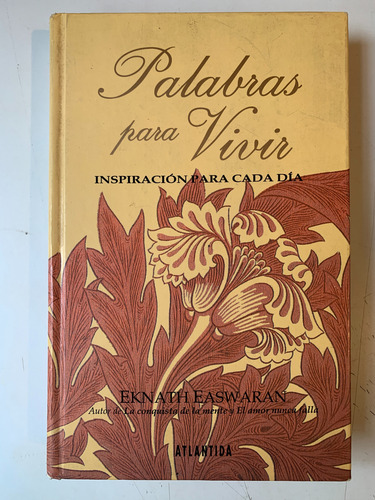 Palabras
para Vivir
INSPIRACIÓN PARA CADA DÍA
EKNATH EASWARAN
Autor de La conquista de la mente y El amor nunca falla
ATLANTIDA